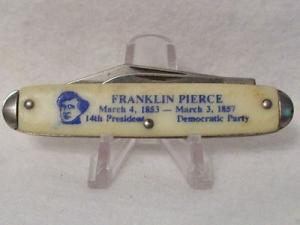 FRANKLIN PIERCE
March 4, 1853 — March 3, 1857
14th President Democratic Party